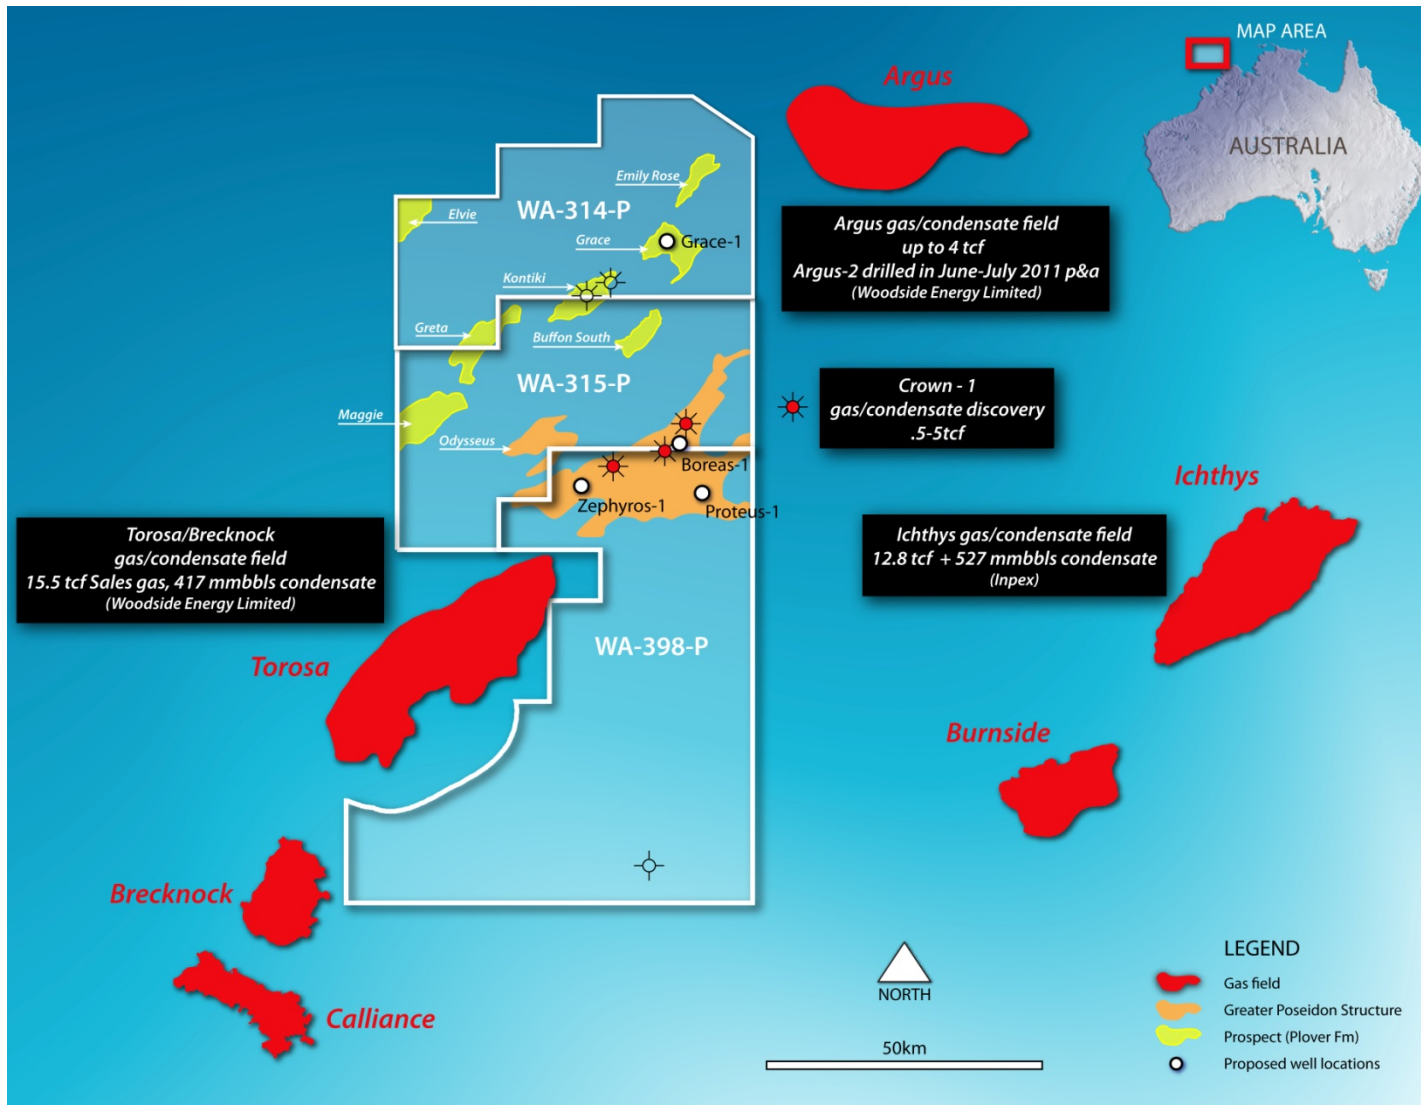 MAP AREA
AUSTRALIA
Argus
Argus gas/condensate field
up to 4 tcf
Argus-2 drilled in June-July 2011 p&a
(Woodside Energy Limited)
Emily Rose
WA-314-P
Elvie
Grace
Grace-1
Kontiki
Greta
Buffon South
WA-315-P
Maggie
Odysseus
Boreas-1
Zephyros-1
Proteus-1
Crown - 1
gas/condensate discovery
.5-5tcf
Ichthys
Ichthys gas/condensate field
12.8 tcf + 527 mmbbls condensate
(Inpex)
Torosa/Brecknock
gas/condensate field
15.5 tcf Sales gas, 417 mmbbls condensate
(Woodside Energy Limited)
Torosa
WA-398-P
Burnside
Brecknock
Calliance
NORTH
50km
LEGEND
Gas field
Greater Poseidon Structure
Prospect (Plover Fm)
Proposed well locations